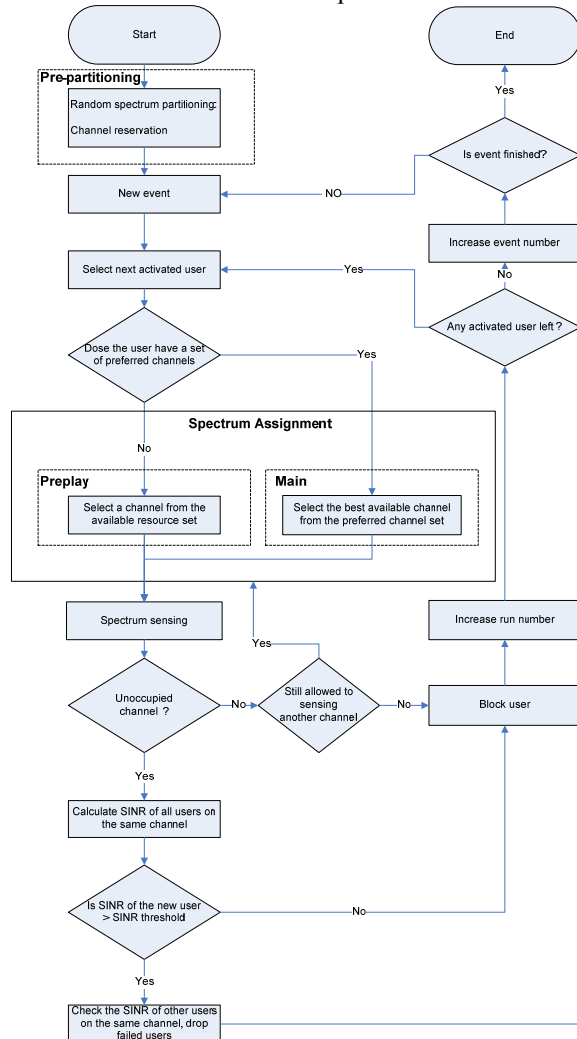 Start
End
Pre-partitioning
Random spectrum partitioning:
Channel reservation
Yes
Is event finished?
New event
NO
Increase event number
No
Select next activated user
Yes
Any activated user left ?
Dose the user have a set
of preferred channels
Yes
Spectrum Assignment
No
Preplay
Select a channel from the
available resource set
Main
Select the best available channel
from the preferred channel set
Spectrum sensing
Increase run number
Yes
Unoccupied
channel ?
No
Still allowed to
sensing
another channel
No
Block user
Yes
Calculate SINR of all users on
the same channel
Is SINR of the new user
> SINR threshold
No
Yes
Check the SINR of other users
on the same channel, drop
failed users